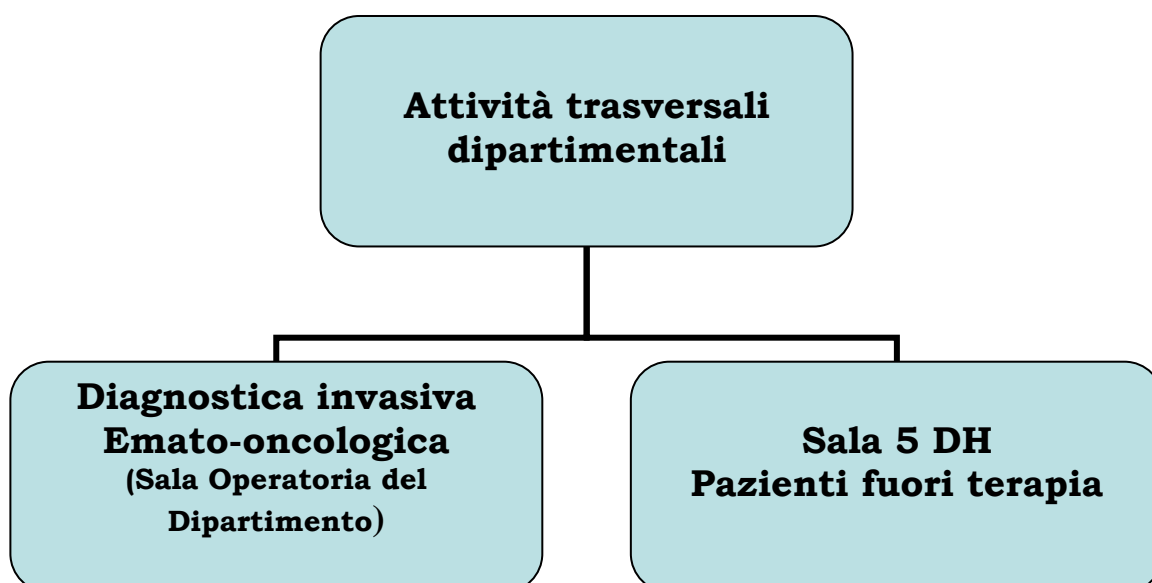 Attività trasversali
dipartimentali
Diagnostica invasiva
Emato-oncologica
(Sala Operatoria del
Dipartimento)
Sala 5 DH
Pazienti fuori terapia